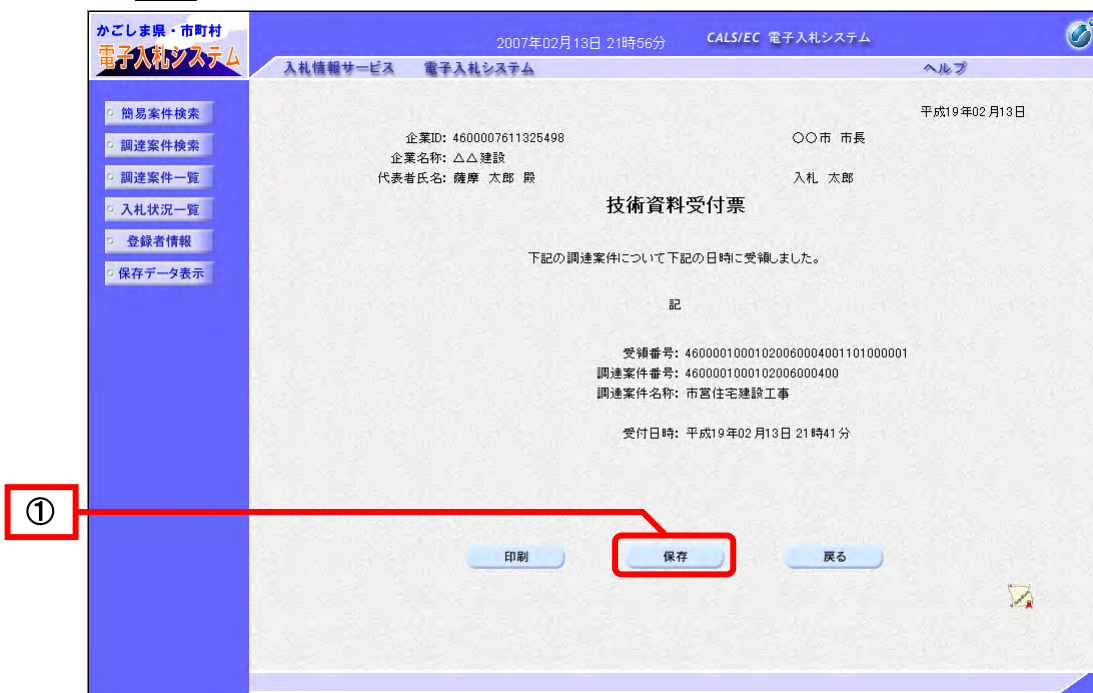 かごしま県・市町村
電子入札システム
2007年02月13日 21時56分 CALS/EC 電子入札システム
入札情報サービス 電子入札システム ヘルプ
簡易案件検索
調達案件検索
調達案件一覧
入札状況一覧
登録者情報
保存データ表示
平成19年02月13日
企業ID: 4600007611325498 〇〇市 市長
企業名称: △△建設
代表者氏名: 薩摩 太郎 殿 入札 太郎
技術資料受付票
下記の調達案件について下記の日時に受領しました。
記
受領番号: 46000010001020060004001101000001
調達案件番号: 4600001000102006000400
調達案件名称: 市営住宅建設工事
受付日時: 平成19年02月13日 21時41分
①
印刷 保存 戻る